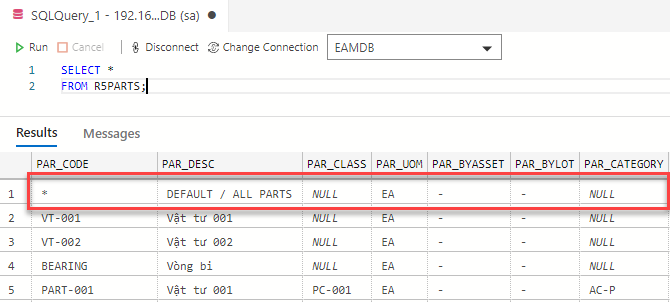 SQLQuery_1 - 192.16...DB (sa)
Run Cancel Disconnect Change Connection EAMDB
1 SELECT *
2 FROM R5PARTS;
Results Messages
PAR_CODE PAR_DESC PAR_CLASS PAR_UOM PAR_BYASSET PAR_BYLOT PAR_CATEGORY
1 * DEFAULT / ALL PARTS NULL EA - - NULL
2 VT-001 Vật tư 001 NULL EA - - NULL
3 VT-002 Vật tư 002 NULL EA - - NULL
4 BEARING Vòng bi NULL EA - - NULL
5 PART-001 Vật tư 001 PC-001 EA - - AC-P